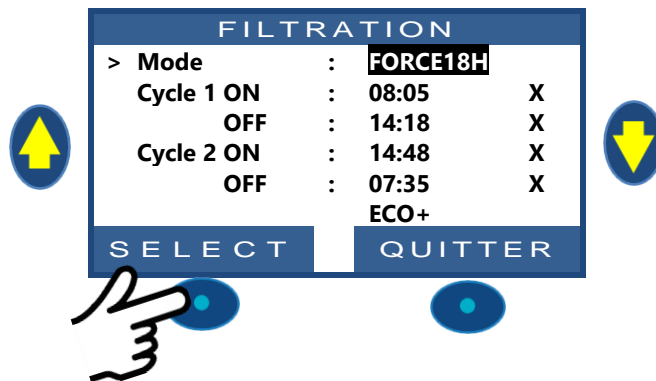 FILTRATION
> Mode : FORCE18H
Cycle 1 ON : 08:05 X
OFF : 14:18 X
Cycle 2 ON : 14:48 X
OFF : 07:35 X
ECO+
SELECT QUITTER